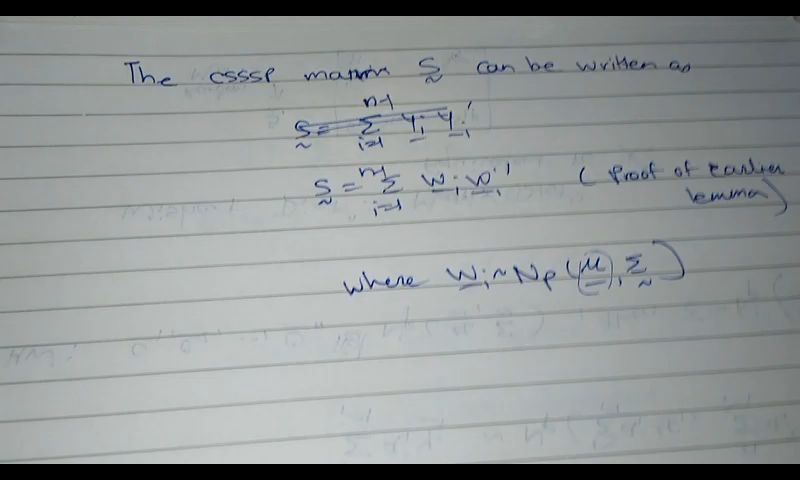 The CSSSP matrix S can be written as
S = n-1 Σ i=1 Y_i Y_i'
S = n-1 Σ i=1 W_i W_i' (Proof of earlier
lemma)
where W_i ~ N_p (μ, Σ)